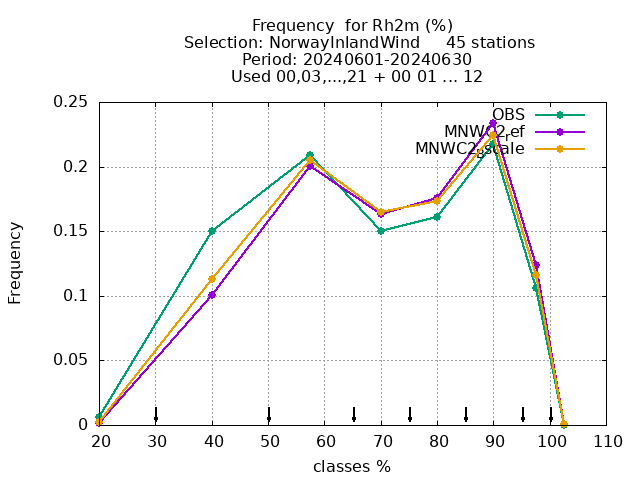 Frequency  for Rh2m (%)
Selection: NorwayInlandWind     45 stations
Period: 20240601-20240630
Used 00,03,...,21 + 00 01 ... 12
OBS
MNWC2ref
MNWC2gscale
0.25
0.2
0.15
0.1
0.05
0
Frequency
20 30 40 50 60 70 80 90 100 110
classes %